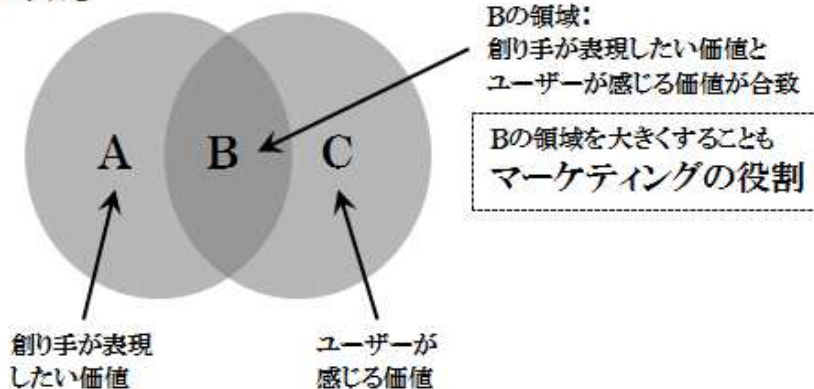 Bの領域:
創り手が表現したい価値と
ユーザーが感じる価値が合致
Bの領域を大きくすることも
マーケティングの役割
A B C
創り手が表現
したい価値
ユーザーが
感じる価値